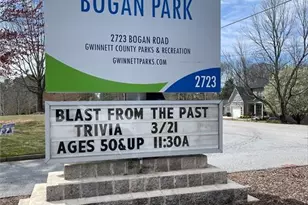 BOGAN PARK
2723 BOGAN ROAD
GWINNETT COUNTY PARKS & RECREATION
GWINNETTPARKS.COM
2723
BLAST FROM THE PAST
TRIVIA 3/21
AGES 50&UP 11:30A